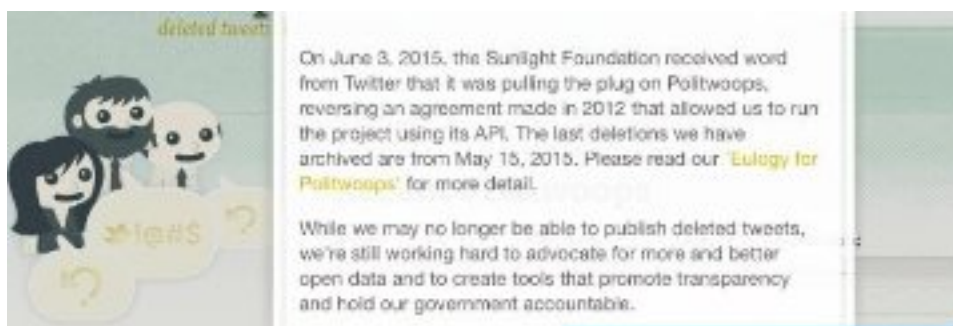 deleted tweets
On June 3, 2015, the Sunlight Foundation received word
from Twitter that it was pulling the plug on Politwoops,
reversing an agreement made in 2012 that allowed us to run
the project using its API. The last deletions we have
archived are from May 15, 2015. Please read our 'Eulogy for
Politwoops' for more detail.
While we may no longer be able to publish deleted tweets,
we're still working hard to advocate for more and better
open data and to create tools that promote transparency
and hold our government accountable.
!@#$